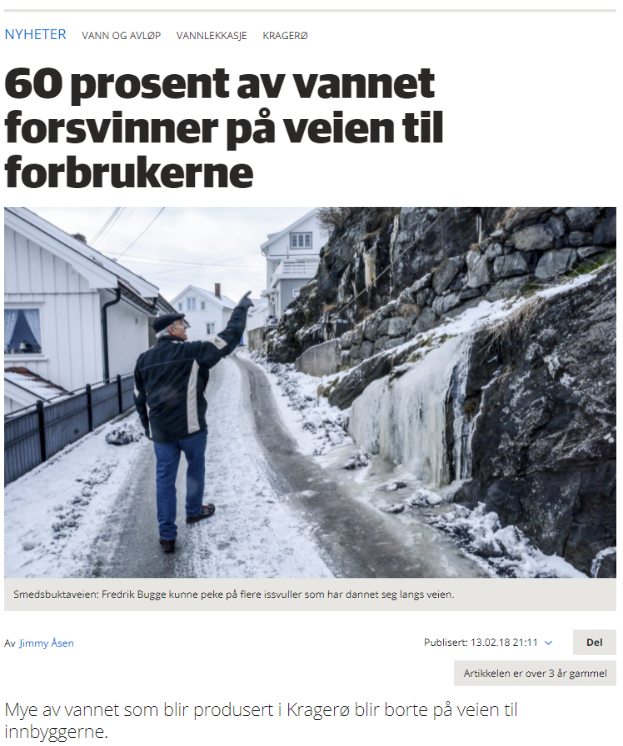 NYHETER VANN OG AVLØP VANNLEKKASJE KRAGERØ
60 prosent av vannet
forsvinner på veien til
forbrukerne
Smedsbuktaveien: Fredrik Bugge kunne peke på flere issvuller som har dannet seg langs veien.
Av Jimmy Åsen
Publisert: 13.02.18 21:11
Del
Artikkelen er over 3 år gammel
Mye av vannet som blir produsert i Kragerø blir borte på veien til
innbyggerne.